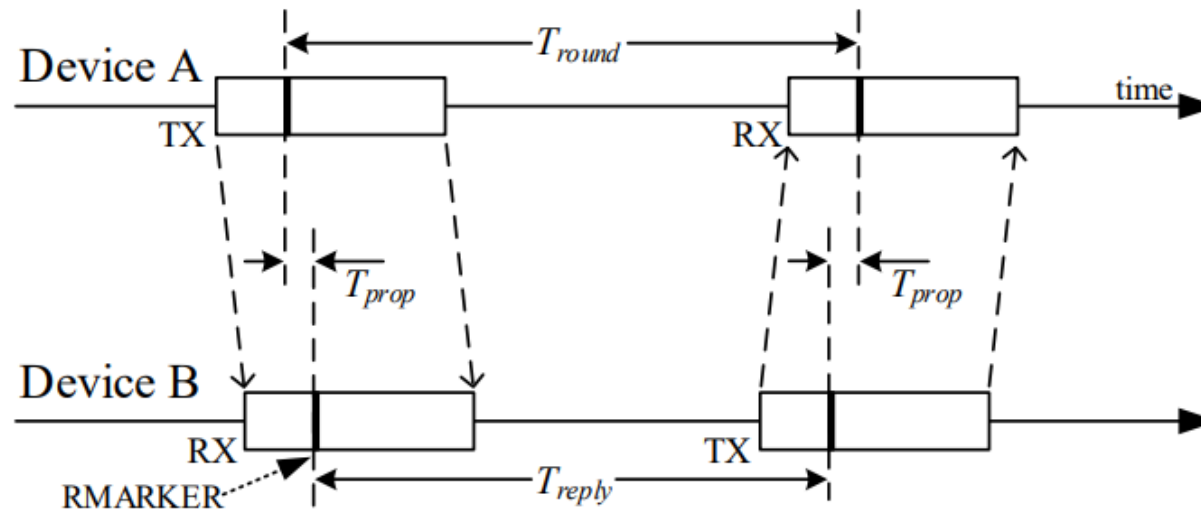 T_round
Device A
time
TX
RX
T_prop
T_prop
Device B
RX
TX
RMARKER
T_reply